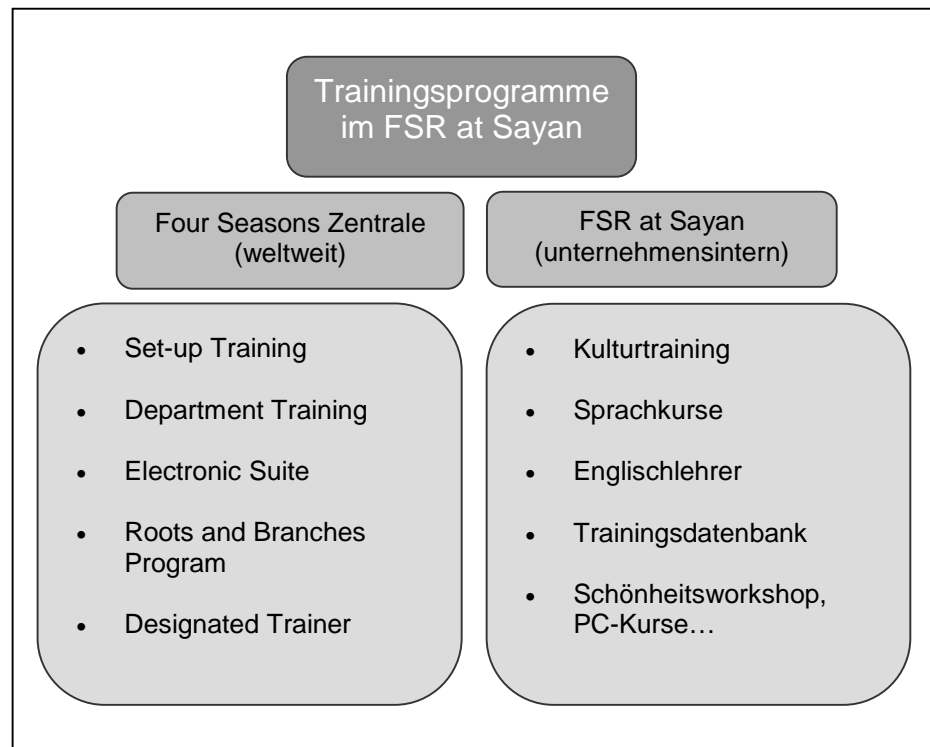 Trainingsprogramme
im FSR at Sayan
Four Seasons Zentrale
(weltweit)
FSR at Sayan
(unternehmensintern)
• Set-up Training
• Department Training
• Electronic Suite
• Roots and Branches
Program
• Designated Trainer
• Kulturtraining
• Sprachkurse
• Englischlehrer
• Trainingsdatenbank
• Schönheitsworkshop,
PC-Kurse…